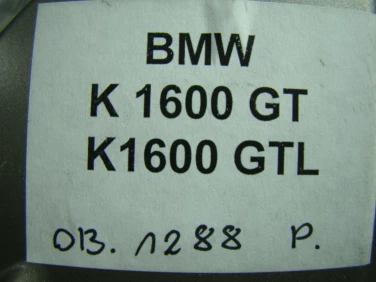 BMW
K 1600 GT
K1600 GTL
OB. 1288 P.